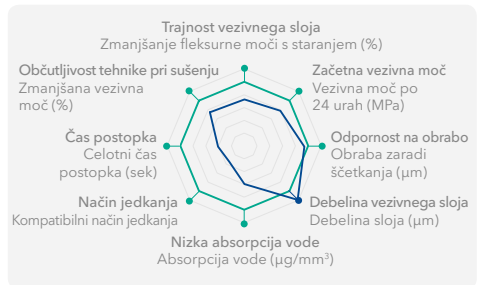 Trajnost vezivnega sloja
Zmanjšanje fleksurne moči s staranjem (%)
Občutljivost tehnike pri sušenju
Zmanjšana vezivna
moč (%)
Začetna vezivna moč
Vezivna moč po
24 urah (MPa)
Čas postopka
Celotni čas
postopka (sek)
Odpornost na obrabo
Obraba zaradi
ščetkanja (µm)
Način jedkanja
Kompatibilni način jedkanja
Debelina vezivnega sloja
Debelina sloja (µm)
Nizka absorpcija vode
Absorpcija vode (µg/mm³)